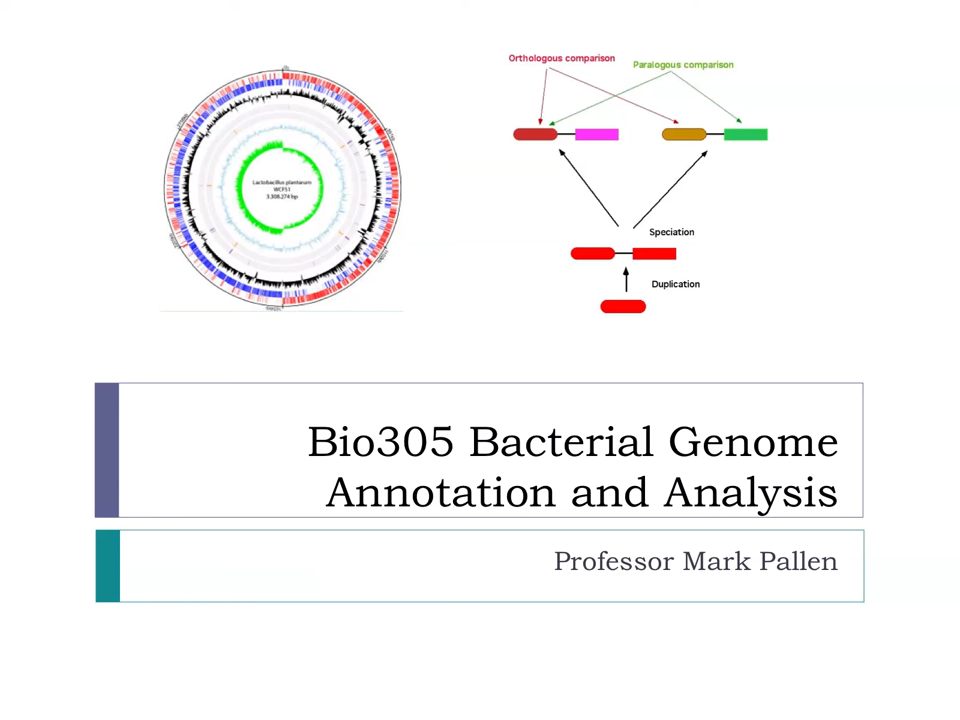 Orthologous comparison
Paralogous comparison
Lactobacillus plantarum
WCFS1
3.308.274 bp
Speciation
Duplication
Bio305 Bacterial Genome
Annotation and Analysis
Professor Mark Pallen